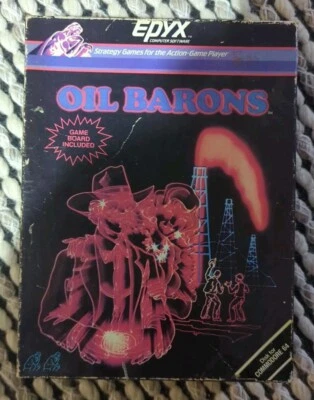 EPYX
COMPUTER SOFTWARE
Strategy Games for the Action-Game Player
OIL BARONS
GAME
BOARD
INCLUDED
Disk for
COMMODORE 64